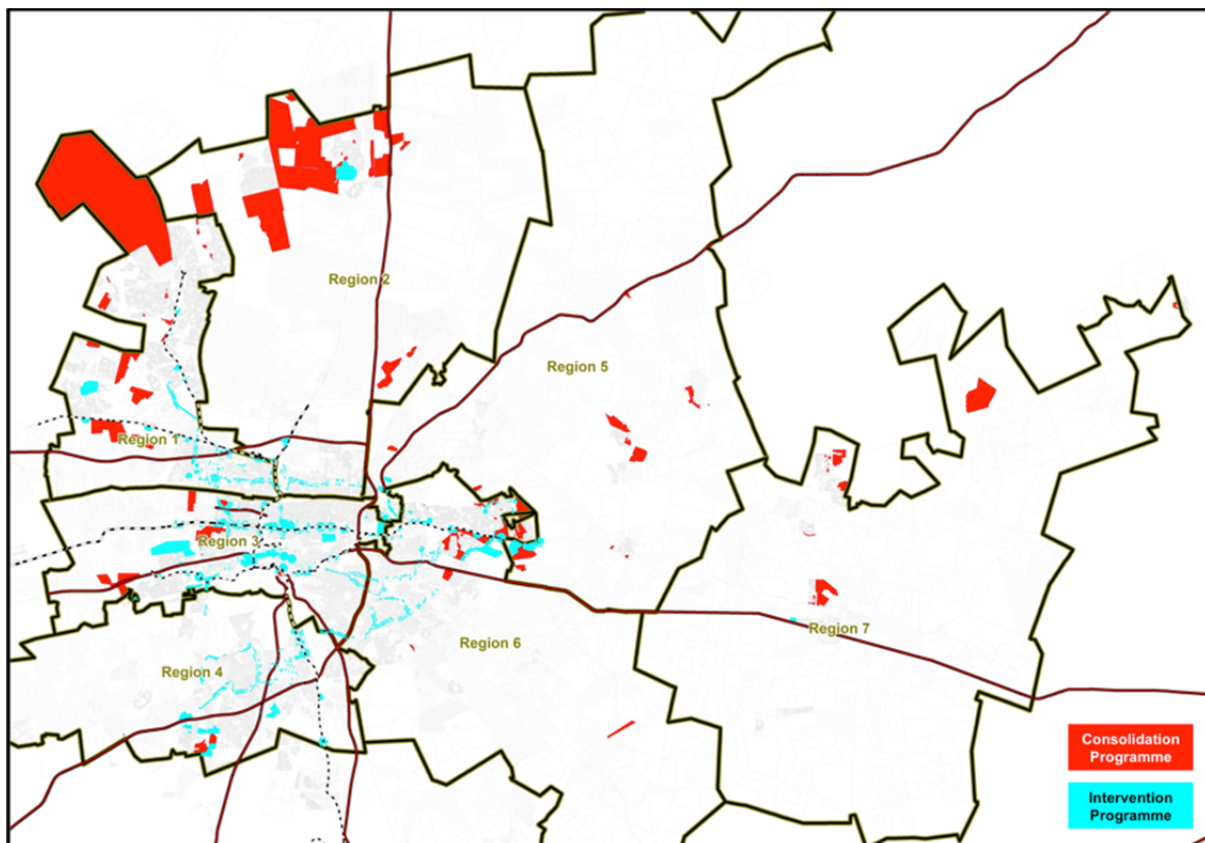 Region 2
Region 5
Region 1
Region 3
Region 7
Region 6
Region 4
Consolidation
Programme
Intervention
Programme